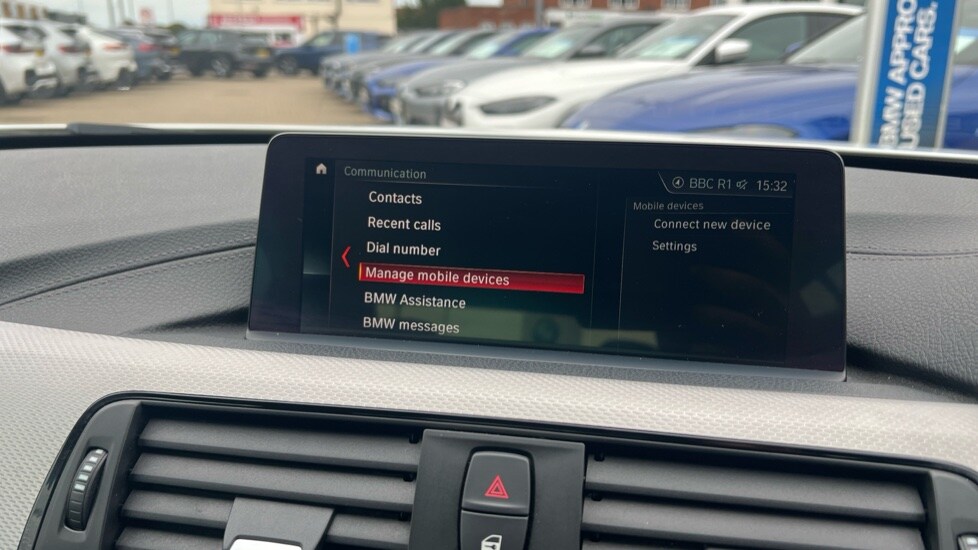 BMW APPRO
USED CARS.
Communication
BBC R1 15:32
Contacts
Recent calls
Dial number
Manage mobile devices
BMW Assistance
BMW messages
Mobile devices
Connect new device
Settings